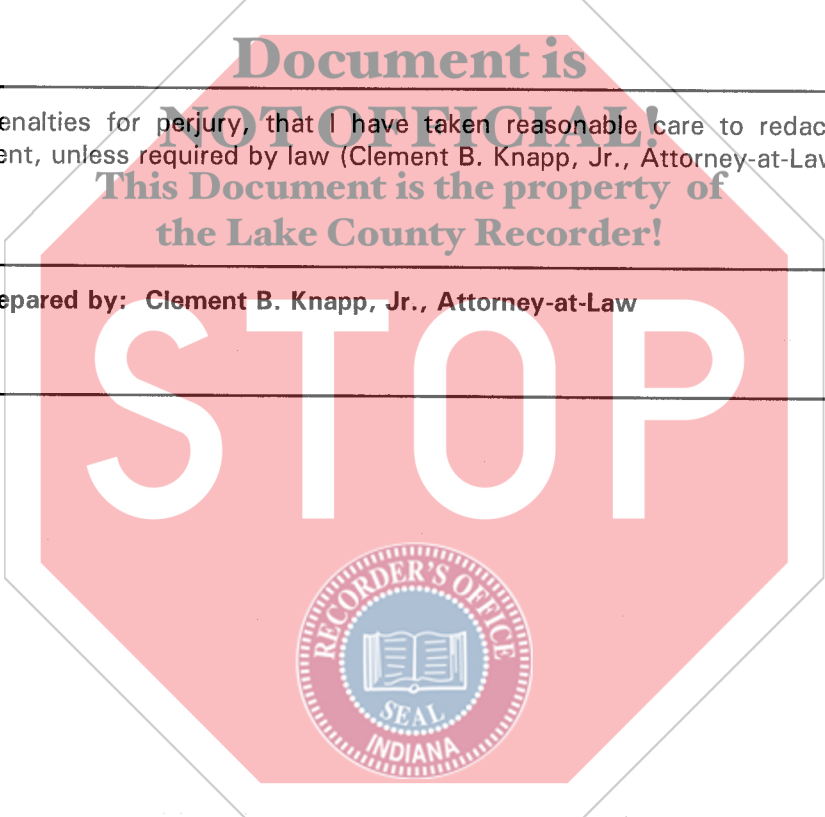 Document is
NOT OFFICIAL!
enalties for perjury, that I have taken reasonable care to redac
ent, unless required by law (Clement B. Knapp, Jr., Attorney-at-Law
This Document is the property of
the Lake County Recorder!
epared by: Clement B. Knapp, Jr., Attorney-at-Law
STOP
RECORDER'S OFFICE
SEAL
INDIANA